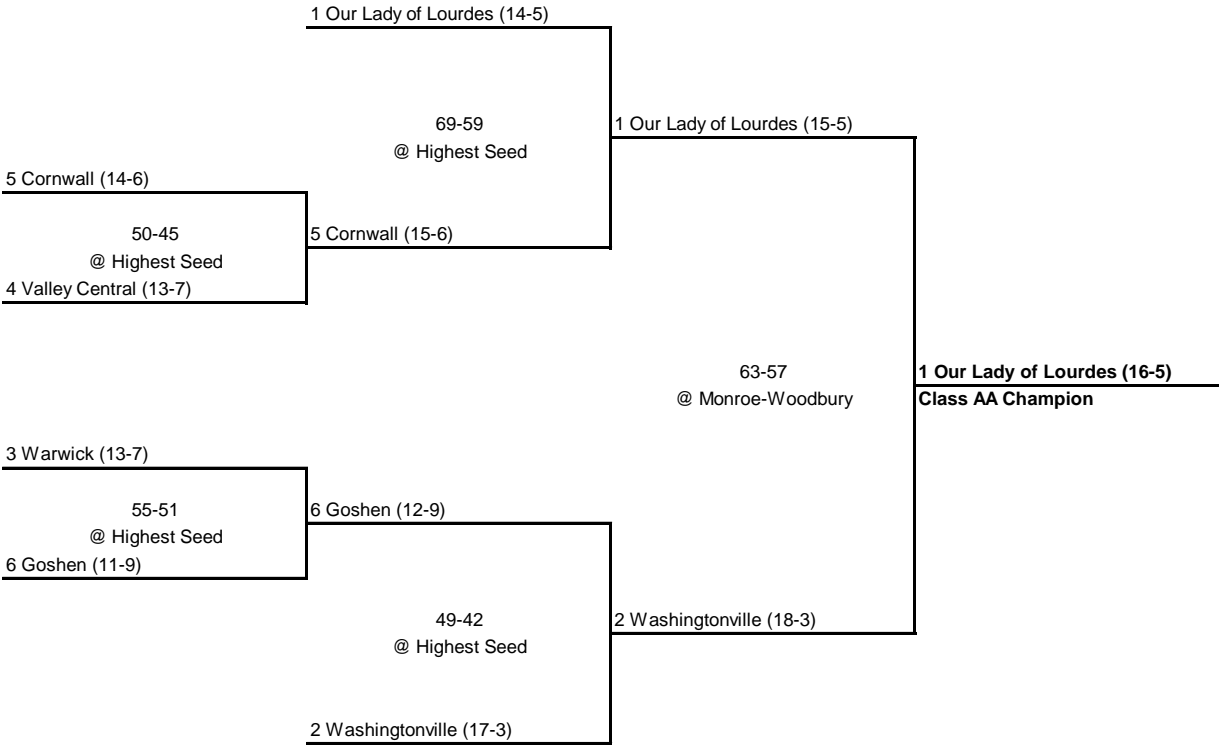 1 Our Lady of Lourdes (14-5)
69-59
@ Highest Seed
1 Our Lady of Lourdes (15-5)
5 Cornwall (14-6)
50-45
@ Highest Seed
5 Cornwall (15-6)
4 Valley Central (13-7)
63-57
@ Monroe-Woodbury
1 Our Lady of Lourdes (16-5)
Class AA Champion
3 Warwick (13-7)
55-51
@ Highest Seed
6 Goshen (12-9)
6 Goshen (11-9)
49-42
@ Highest Seed
2 Washingtonville (18-3)
2 Washingtonville (17-3)